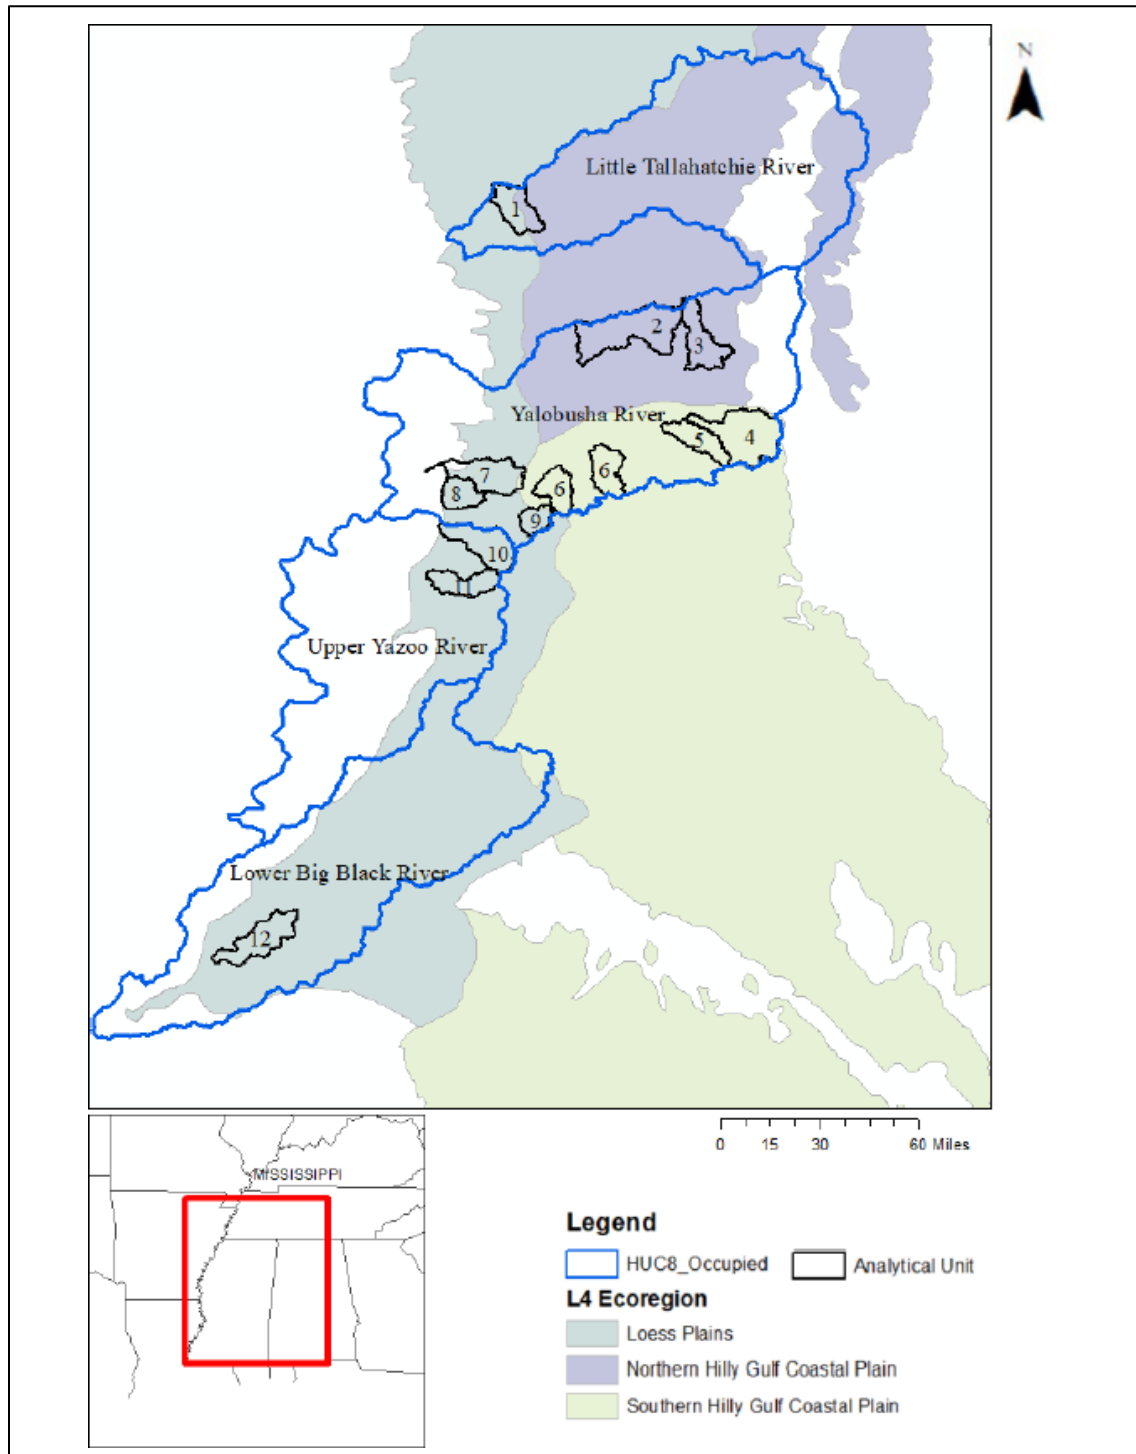 N
Little Tallahatchie River
1
2
3
Yalobusha River
5
4
6
6
7
8
9
10
11
Upper Yazoo River
Lower Big Black River
12
0 15 30 60 Miles
MISSISSIPPI
Legend
HUC8_Occupied
Analytical Unit
L4 Ecoregion
Loess Plains
Northern Hilly Gulf Coastal Plain
Southern Hilly Gulf Coastal Plain